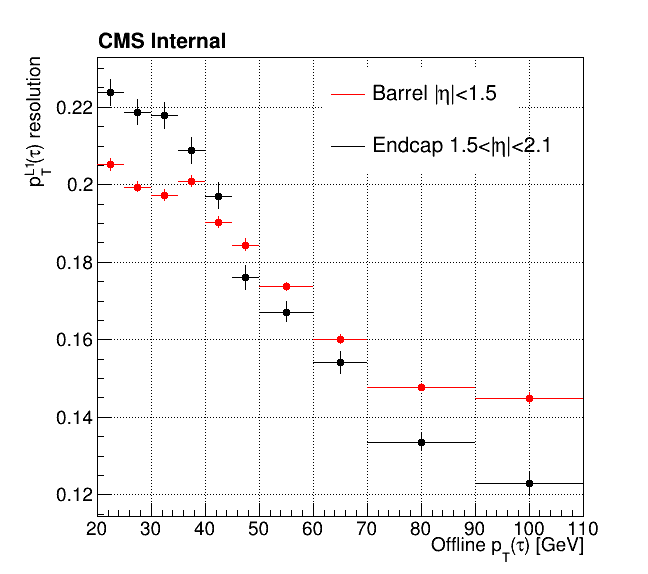 CMS Internal
p_T^L1(τ) resolution
Barrel |η|<1.5
Endcap 1.5<|η|<2.1
0.22
0.2
0.18
0.16
0.14
0.12
20 30 40 50 60 70 80 90 100 110
Offline p_T(τ) [GeV]